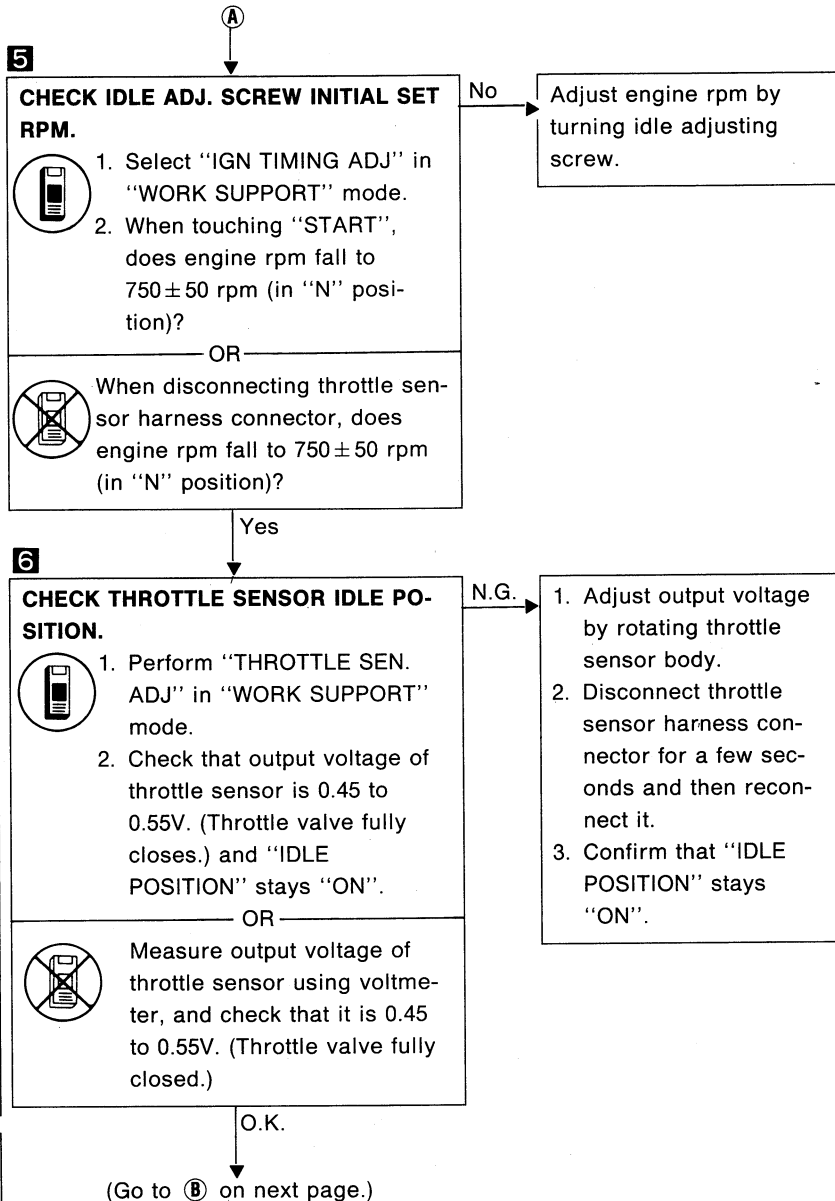 Ⓐ
5
CHECK IDLE ADJ. SCREW INITIAL SET
RPM.
1. Select "IGN TIMING ADJ" in
"WORK SUPPORT" mode.
2. When touching "START",
does engine rpm fall to
750±50 rpm (in "N" posi-
tion)?
OR
When disconnecting throttle sen-
sor harness connector, does
engine rpm fall to 750±50 rpm
(in "N" position)?
No
Adjust engine rpm by
turning idle adjusting
screw.
Yes
6
CHECK THROTTLE SENSOR IDLE PO-
SITION.
1. Perform "THROTTLE SEN.
ADJ" in "WORK SUPPORT"
mode.
2. Check that output voltage of
throttle sensor is 0.45 to
0.55V. (Throttle valve fully
closes.) and "IDLE
POSITION" stays "ON".
OR
Measure output voltage of
throttle sensor using voltme-
ter, and check that it is 0.45
to 0.55V. (Throttle valve fully
closed.)
N.G.
1. Adjust output voltage
by rotating throttle
sensor body.
2. Disconnect throttle
sensor harness con-
nector for a few sec-
onds and then recon-
nect it.
3. Confirm that "IDLE
POSITION" stays
"ON".
O.K.
(Go to Ⓑ on next page.)